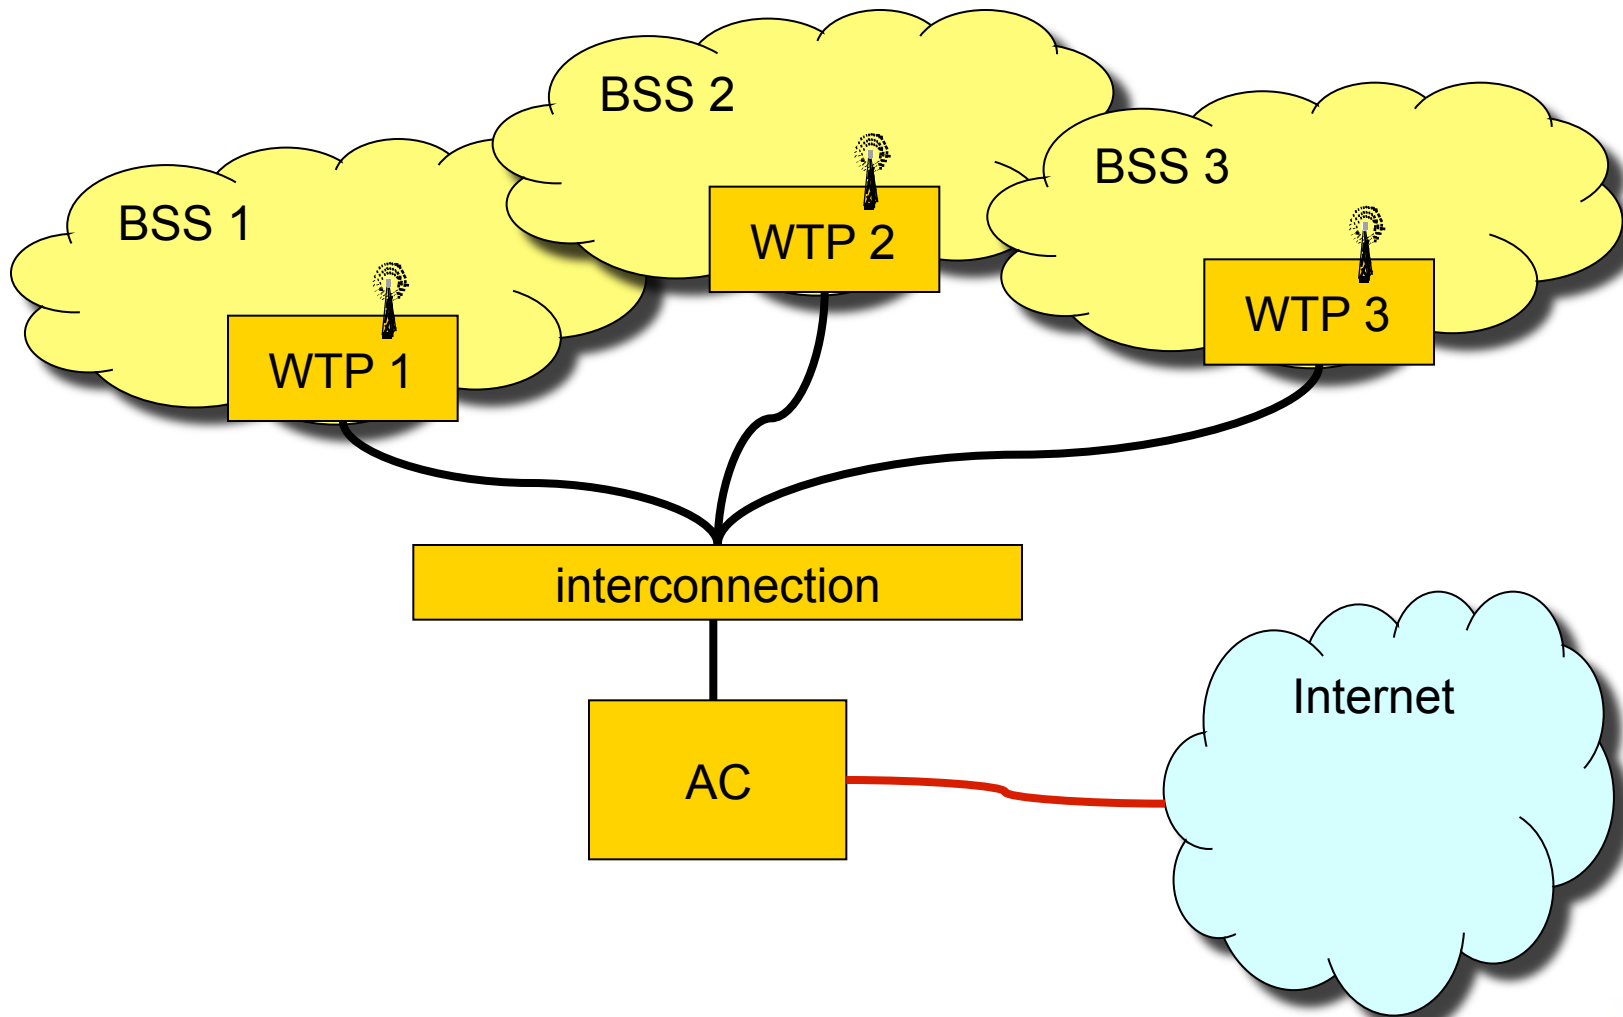 BSS 2
BSS 3
BSS 1
WTP 2
WTP 3
WTP 1
interconnection
Internet
AC